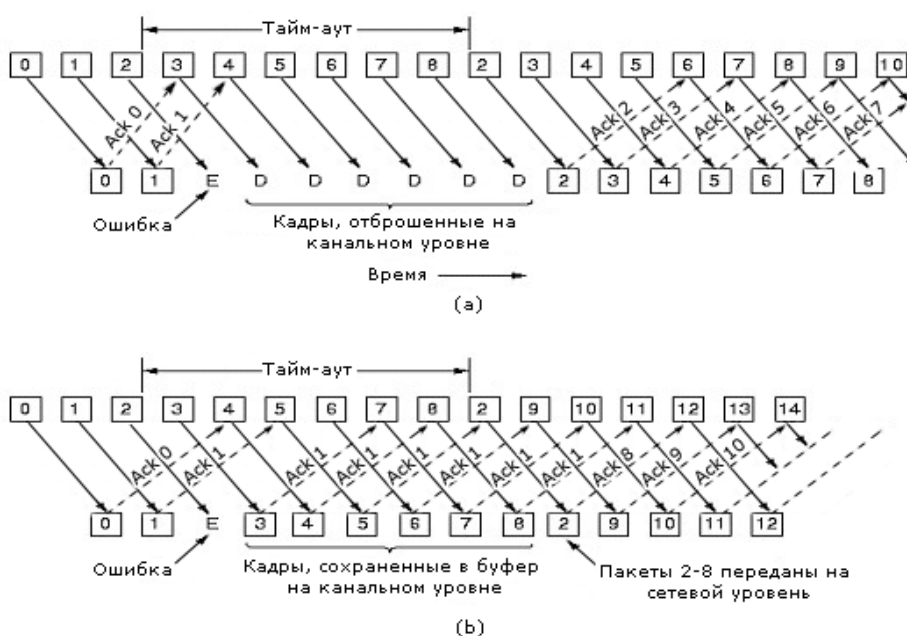 Тайм-аут
0 1 2 3 4 5 6 7 8 2 3 4 5 6 7 8 9 10
Ack 0 Ack 1 Ack 2 Ack 3 Ack 4 Ack 5 Ack 6 Ack 7
0 1 E D D D D D D 2 3 4 5 6 7 8
Ошибка
Кадры, отброшенные на
канальном уровне
Время
(a)
Тайм-аут
0 1 2 3 4 5 6 7 8 2 9 10 11 12 13 14
Ack 0 Ack 1 Ack 1 Ack 1 Ack 1 Ack 1 Ack 1 Ack 1 Ack 8 Ack 9 Ack 10
0 1 E 3 4 5 6 7 8 2 9 10 11 12
Ошибка
Кадры, сохраненные в буфер
на канальном уровне
Пакеты 2-8 переданы на
сетевой уровень
(b)